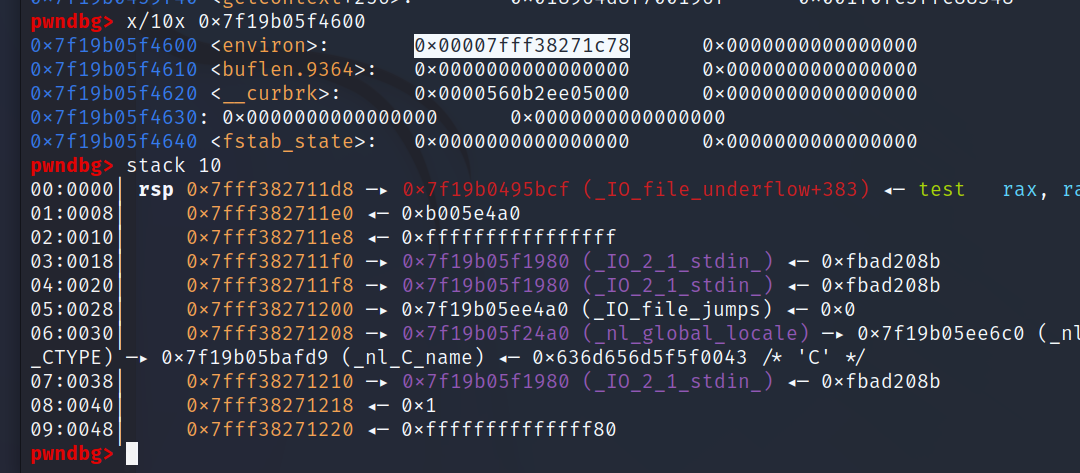 pwndbg> x/10x 0×7f19b05f4600
0×7f19b05f4600 <environ>: 0×00007fff38271c78 0×0000000000000000
0×7f19b05f4610 <buflen.9364>: 0×0000000000000000 0×0000000000000000
0×7f19b05f4620 <__curbrk>: 0×0000560b2ee05000 0×0000000000000000
0×7f19b05f4630: 0×0000000000000000 0×0000000000000000
0×7f19b05f4640 <fstab_state>: 0×0000000000000000 0×0000000000000000
pwndbg> stack 10
00:0000│ rsp 0×7fff382711d8 —▸ 0×7f19b0495bcf (_IO_file_underflow+383) ◂— test rax,
01:0008│ 0×7fff382711e0 ◂— 0×b005e4a0
02:0010│ 0×7fff382711e8 ◂— 0×ffffffffffffffff
03:0018│ 0×7fff382711f0 —▸ 0×7f19b05f1980 (_IO_2_1_stdin_) ◂— 0×fbad208b
04:0020│ 0×7fff382711f8 —▸ 0×7f19b05f1980 (_IO_2_1_stdin_) ◂— 0×fbad208b
05:0028│ 0×7fff38271200 —▸ 0×7f19b05ee4a0 (_IO_file_jumps) ◂— 0×0
06:0030│ 0×7fff38271208 —▸ 0×7f19b05f24a0 (_nl_global_locale) —▸ 0×7f19b05ee6c0 (_nl
_CTYPE) —▸ 0×7f19b05bafd9 (_nl_C_name) ◂— 0×636d656d5f5f0043 /* 'C' */
07:0038│ 0×7fff38271210 —▸ 0×7f19b05f1980 (_IO_2_1_stdin_) ◂— 0×fbad208b
08:0040│ 0×7fff38271218 ◂— 0×1
09:0048│ 0×7fff38271220 ◂— 0×ffffffffffffff80
pwndbg>